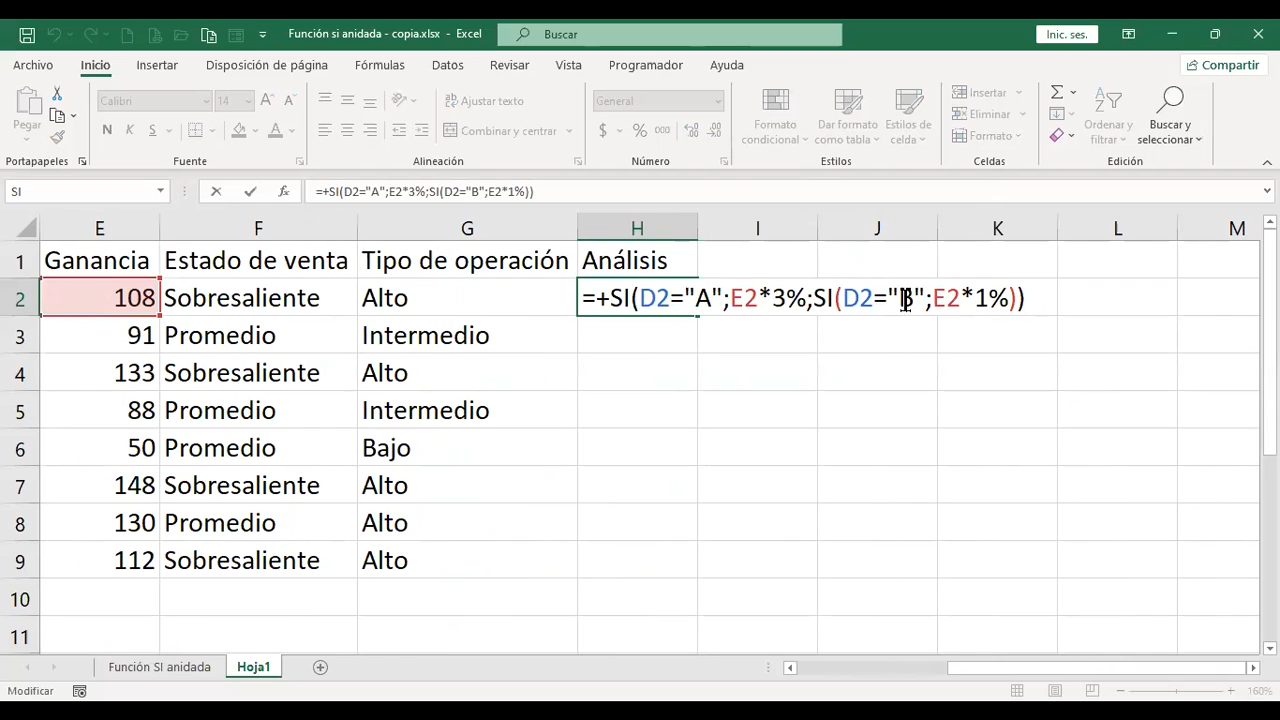 Función si anidada - copia.xlsx - Excel
Buscar
Inic. ses.
Archivo Inicio Insertar Disposición de página Fórmulas Datos Revisar Vista Programador Ayuda
Compartir
Pegar
Calibri 14
N K S
Ajustar texto
Combinar y centrar
General
$ % 000
Formato condicional
Dar formato como tabla
Estilos de celda
Insertar
Eliminar
Formato
Ordenar y filtrar
Buscar y seleccionar
Portapapeles Fuente Alineación Número Estilos Celdas Edición
SI
=+SI(D2="A";E2*3%;SI(D2="B";E2*1%))
E F G H I J K L M
1 Ganancia Estado de venta Tipo de operación Análisis
2 108 Sobresaliente Alto =+SI(D2="A";E2*3%;SI(D2="B";E2*1%))
3 91 Promedio Intermedio
4 133 Sobresaliente Alto
5 88 Promedio Intermedio
6 50 Promedio Bajo
7 148 Sobresaliente Alto
8 130 Promedio Alto
9 112 Sobresaliente Alto
10
11
Función SI anidada Hoja1
Modificar
160%